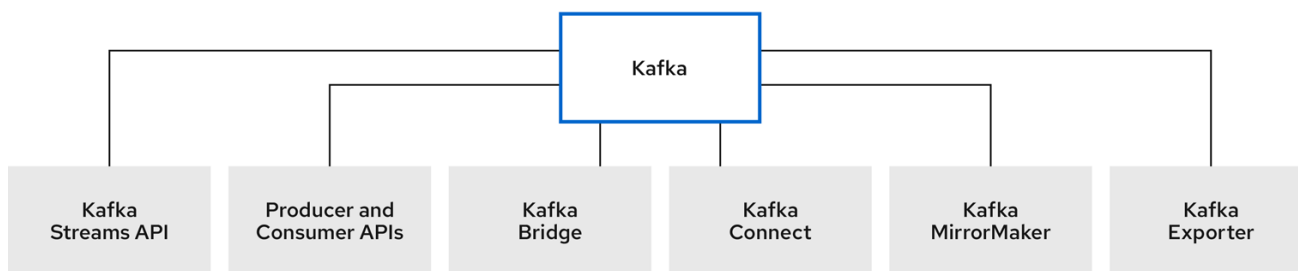 Kafka
Kafka
Streams API
Producer and
Consumer APIs
Kafka
Bridge
Kafka
Connect
Kafka
MirrorMaker
Kafka
Exporter